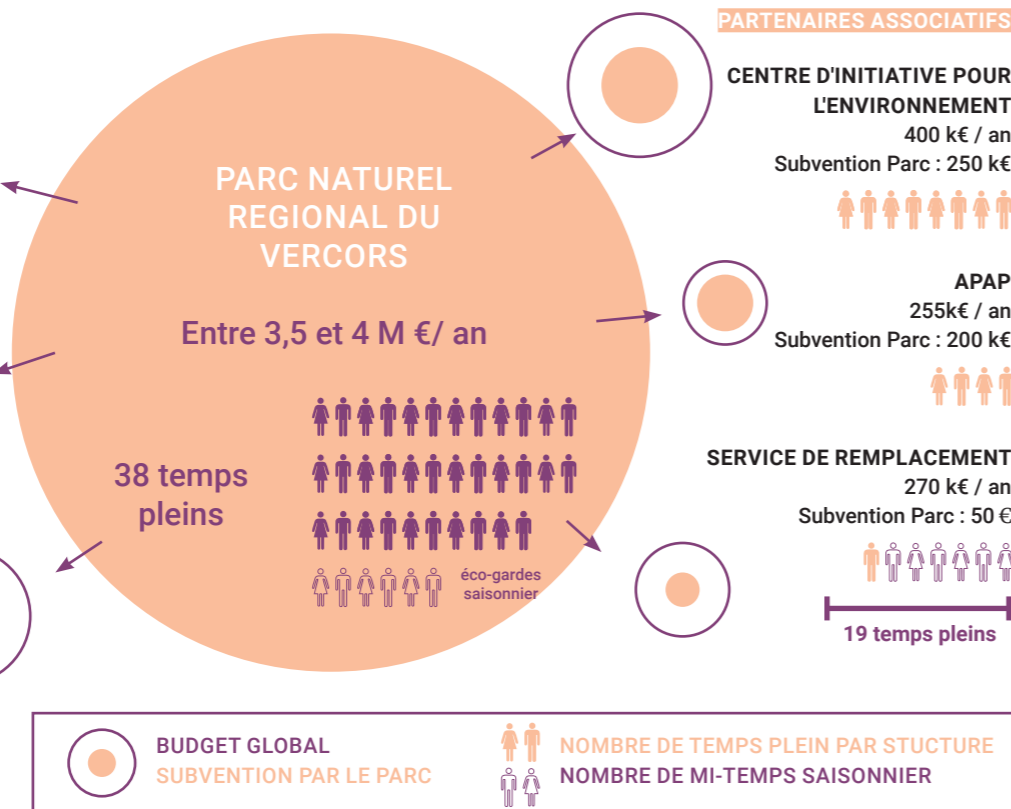 PARTENAIRES ASSOCIATIFS
CENTRE D'INITIATIVE POUR
L'ENVIRONNEMENT
400 k€ / an
Subvention Parc : 250 k€
PARC NATUREL
REGIONAL DU
VERCORS
Entre 3,5 et 4 M €/ an
38 temps
pleins
éco-gardes
saisonnier
APAP
255k€ / an
Subvention Parc : 200 k€
SERVICE DE REMPLACEMENT
270 k€ / an
Subvention Parc : 50 €
19 temps pleins
BUDGET GLOBAL
SUBVENTION PAR LE PARC
NOMBRE DE TEMPS PLEIN PAR STUCTURE
NOMBRE DE MI-TEMPS SAISONNIER